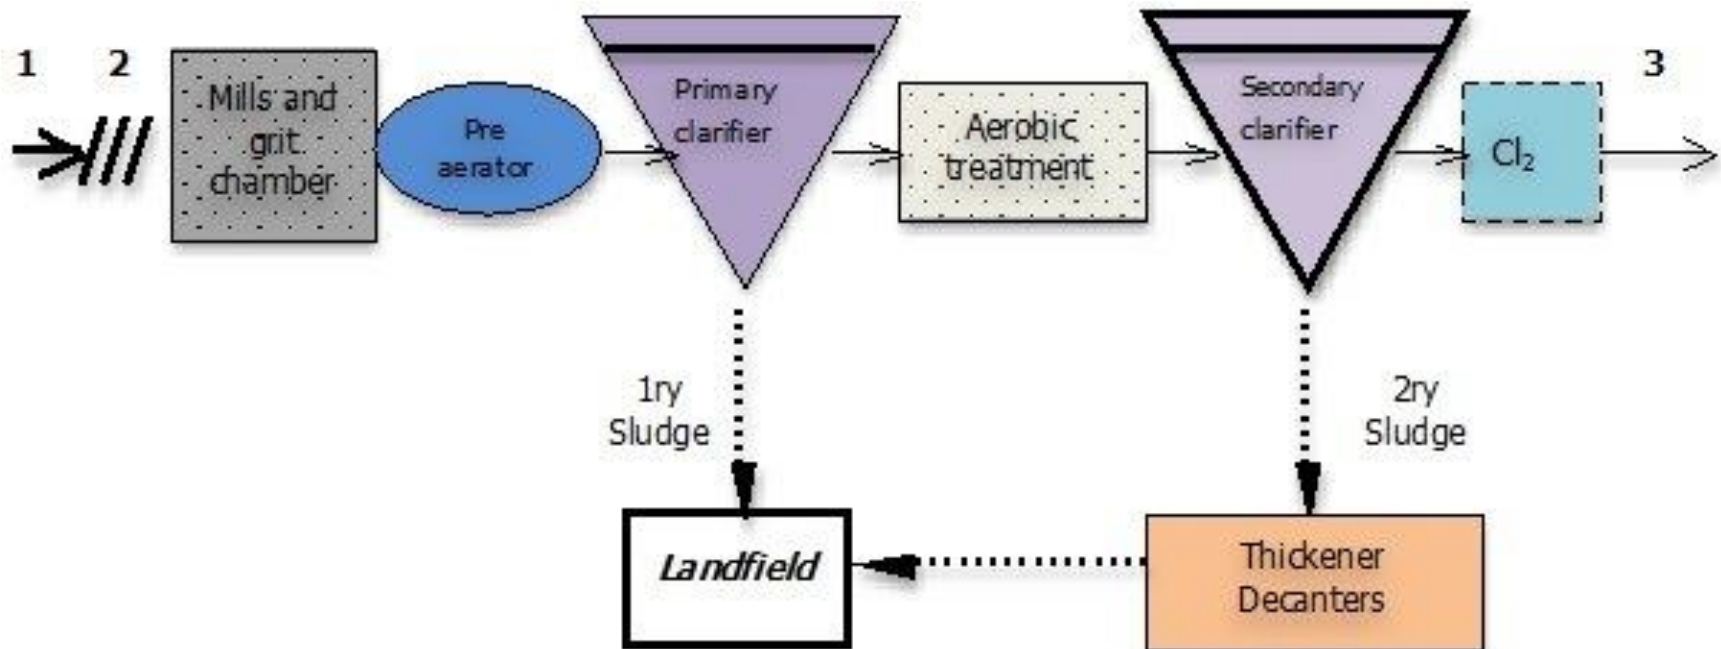 1
2
Mills and
grit
chamber
Pre
aerator
Primary
clarifier
Aerobic
treatment
Secondary
clarifier
Cl₂
3
1ry
Sludge
2ry
Sludge
Landfield
Thickener
Decanters